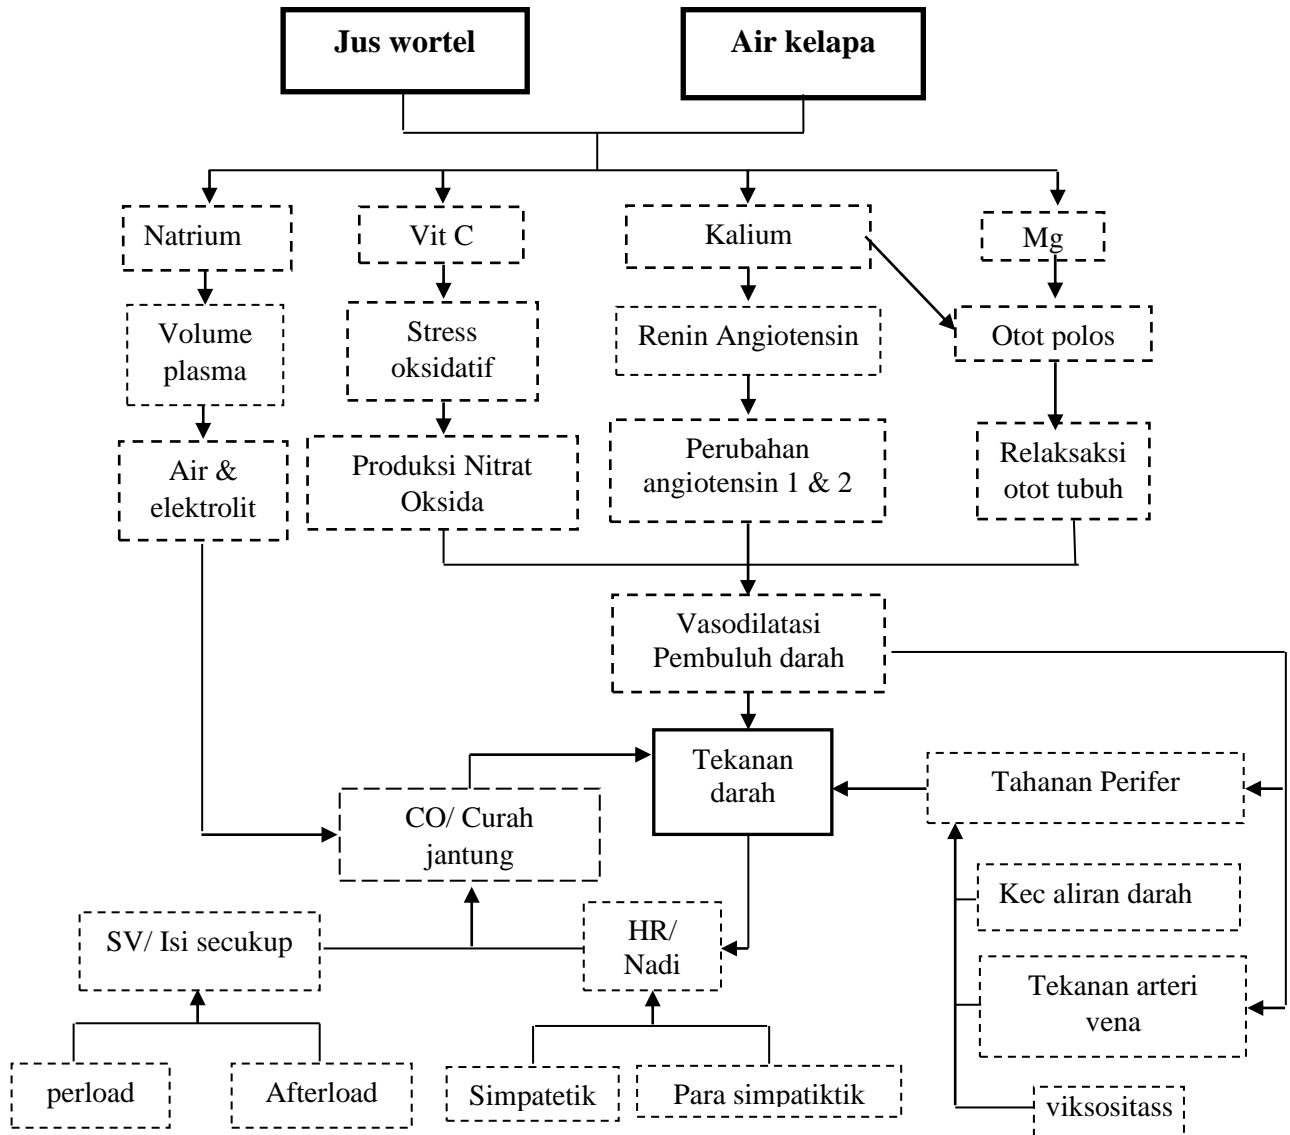 Jus wortel
Air kelapa
Natrium
Vit C
Kalium
Mg
Volume
plasma
Stress
oksidatif
Renin Angiotensin
Otot polos
Air &
elektrolit
Produksi Nitrat
Oksida
Perubahan
angiotensin 1 & 2
Relaksaksi
otot tubuh
Vasodilatasi
Pembuluh darah
Tekanan
darah
Tahanan Perifer
CO/ Curah
jantung
Kec aliran darah
SV/ Isi secukup
HR/
Nadi
Tekanan arteri
vena
perload
Afterload
Simpatetik
Para simpatiktik
viksositass